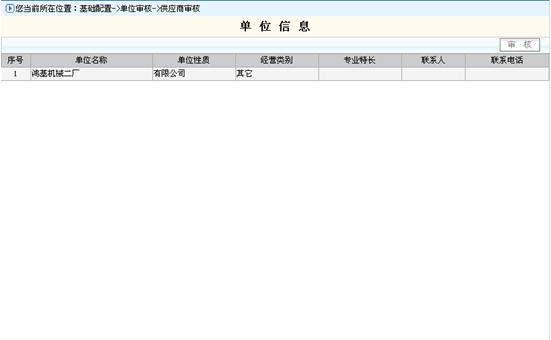 您当前所在位置：基础配置->单位审核->供应商审核
单 位 信 息
审 核
序号 单位名称 单位性质 经营类别 专业特长 联系人 联系电话
1 鸿基机械二厂 有限公司 其它